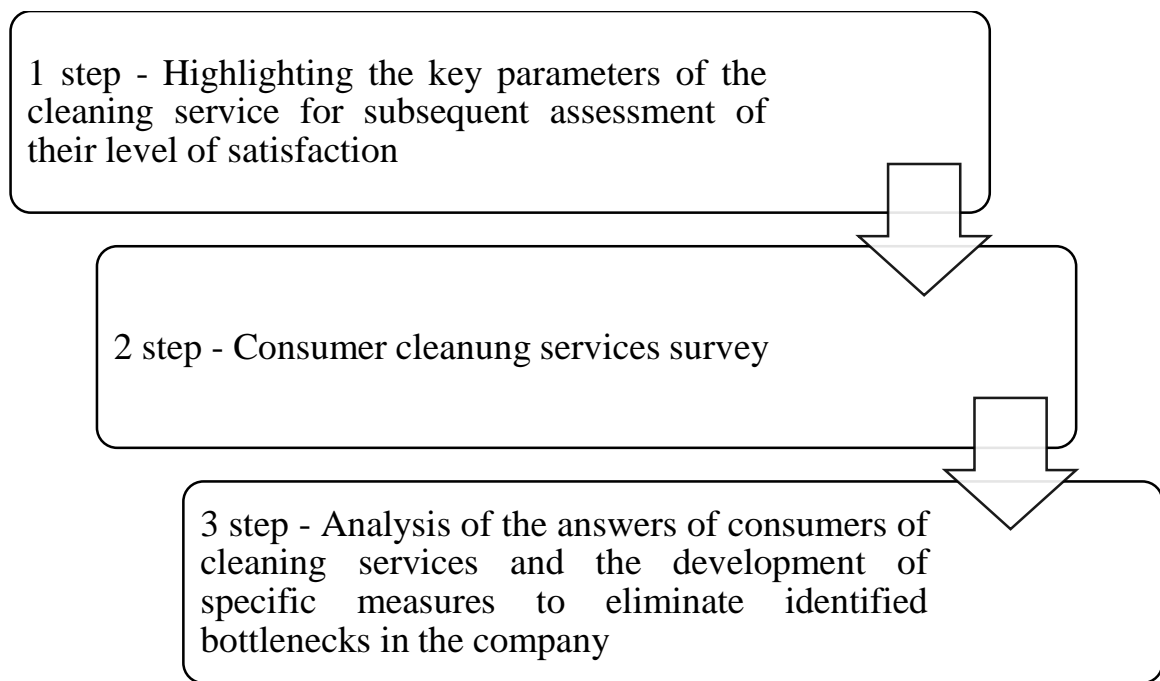 1 step - Highlighting the key parameters of the
cleaning service for subsequent assessment of
their level of satisfaction
2 step - Consumer cleanung services survey
3 step - Analysis of the answers of consumers of
cleaning services and the development of
specific measures to eliminate identified
bottlenecks in the company